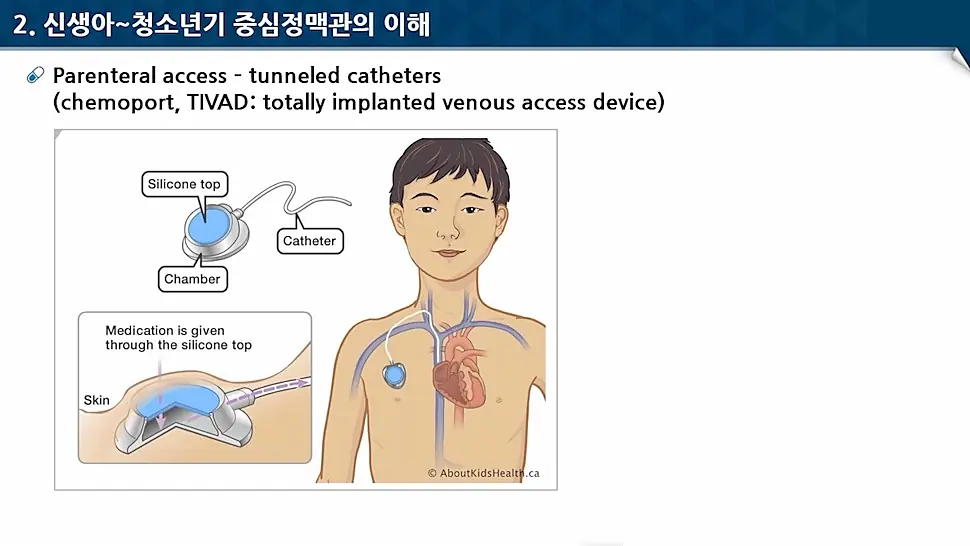 2. 신생아~청소년기 중심정맥관의 이해
Parenteral access - tunneled catheters
(chemoport, TIVAD: totally implanted venous access device)
Silicone top
Catheter
Chamber
Medication is given
through the silicone top
Skin
© AboutKidsHealth.ca